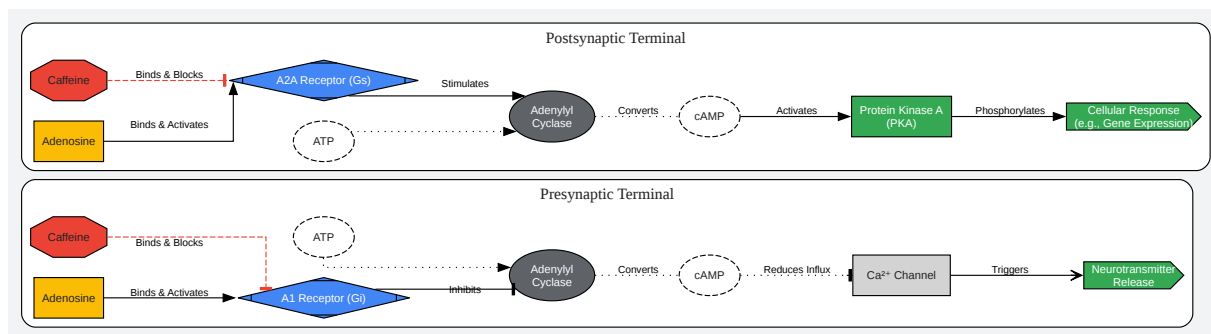 Postsynaptic Terminal
Caffeine
Binds & Blocks
A2A Receptor (Gs)
Stimulates
Adenosine
Binds & Activates
ATP
Adenylyl
Cyclase
Converts
cAMP
Activates
Protein Kinase A
(PKA)
Phosphorylates
Cellular Response
(e.g., Gene Expression)
Presynaptic Terminal
Caffeine
Binds & Blocks
ATP
Adenosine
Binds & Activates
A1 Receptor (Gi)
Inhibits
Adenylyl
Cyclase
Converts
cAMP
Reduces Influx
Ca²⁺ Channel
Triggers
Neurotransmitter
Release